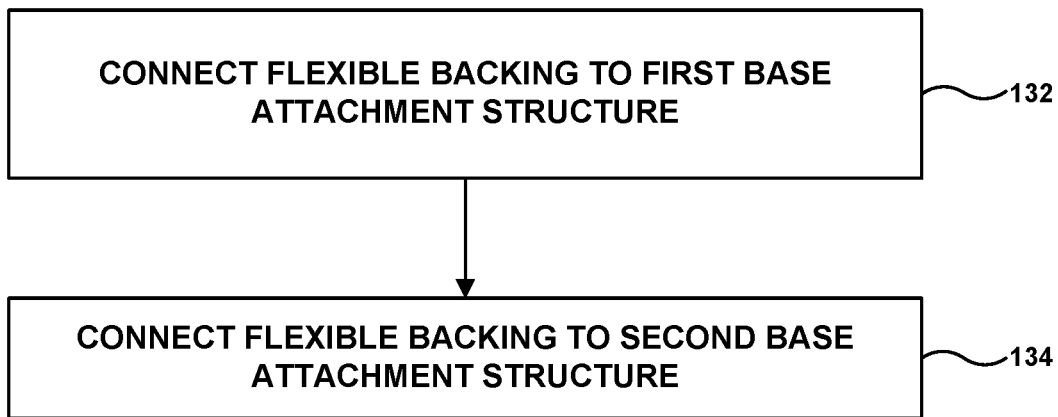 CONNECT FLEXIBLE BACKING TO FIRST BASE
ATTACHMENT STRUCTURE
132
CONNECT FLEXIBLE BACKING TO SECOND BASE
ATTACHMENT STRUCTURE
134